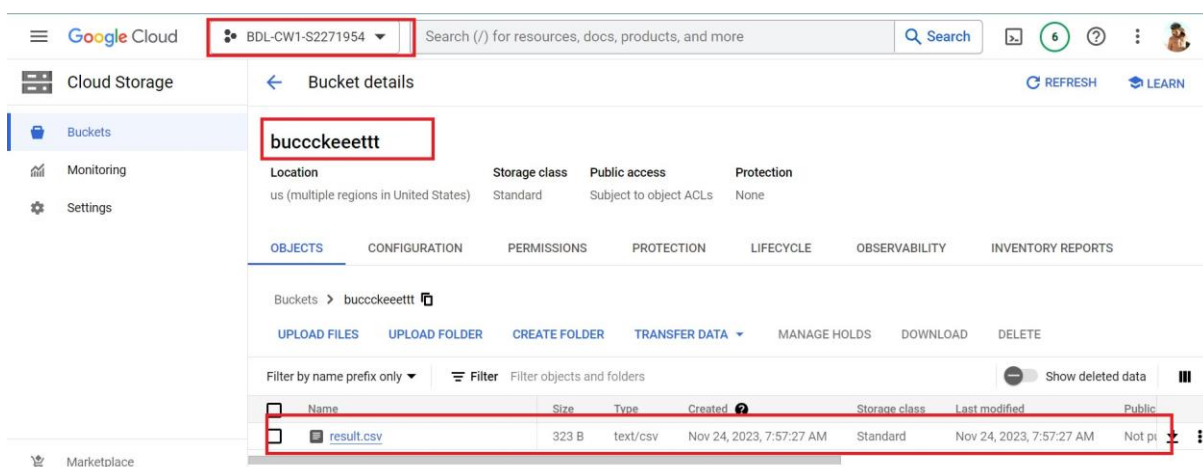 Google Cloud BDL-CW1-S2271954 Search (/) for resources, docs, products, and more Search 6
Cloud Storage Bucket details REFRESH LEARN
Buckets
Monitoring
Settings
buccckeeettt
Location Storage class Public access Protection
us (multiple regions in United States) Standard Subject to object ACLs None
OBJECTS CONFIGURATION PERMISSIONS PROTECTION LIFECYCLE OBSERVABILITY INVENTORY REPORTS
Buckets > buccckeeettt
UPLOAD FILES UPLOAD FOLDER CREATE FOLDER TRANSFER DATA MANAGE HOLDS DOWNLOAD DELETE
Filter by name prefix only Filter Filter objects and folders Show deleted data
Name Size Type Created Storage class Last modified Public
result.csv 323 B text/csv Nov 24, 2023, 7:57:27 AM Standard Nov 24, 2023, 7:57:27 AM Not
Marketplace